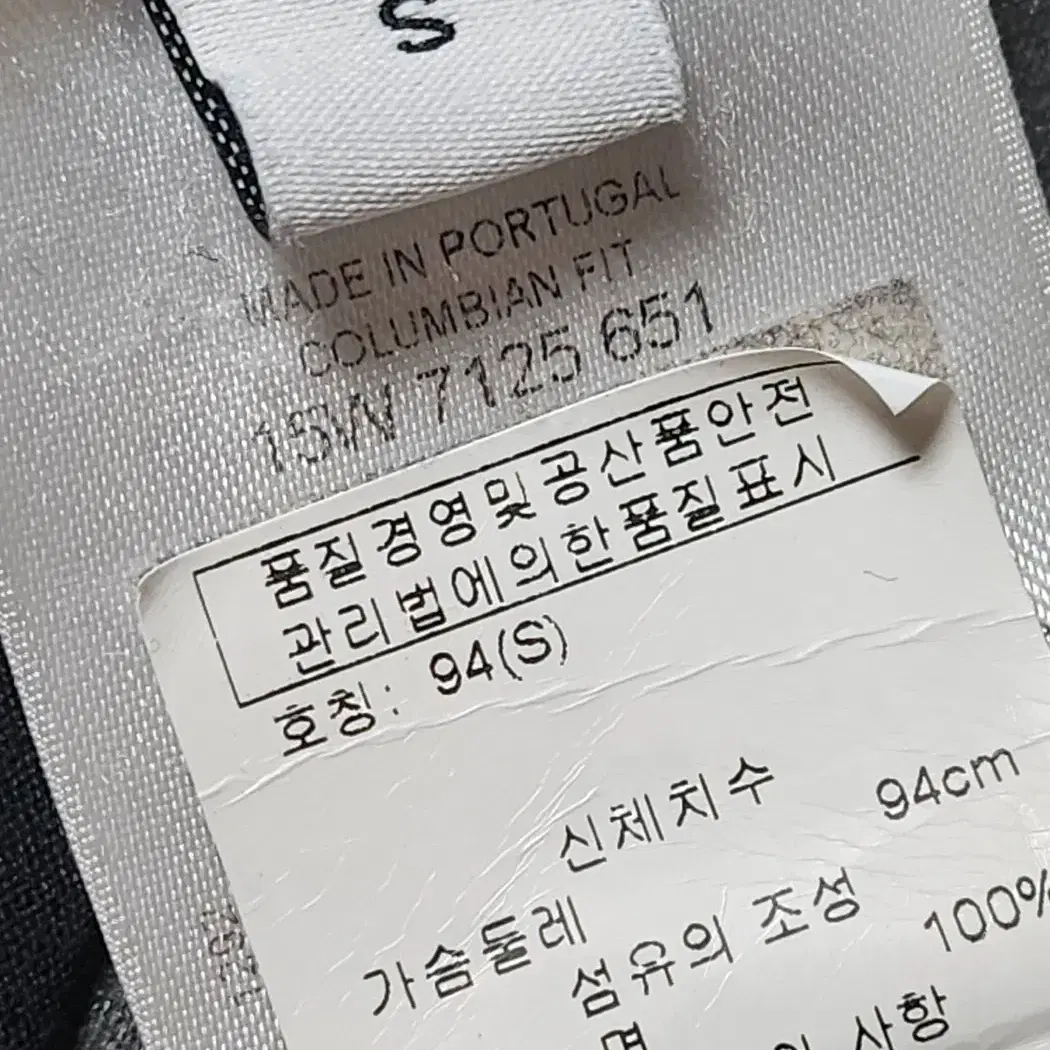 S
MADE IN PORTUGAL
COLUMBIAN FIT
15W 7125 651
품질경영및공산품안전
관리법에의한품질표시
호칭: 94(S)
신체치수
가슴둘레 94cm
섬유의 조성
면 100%
사항